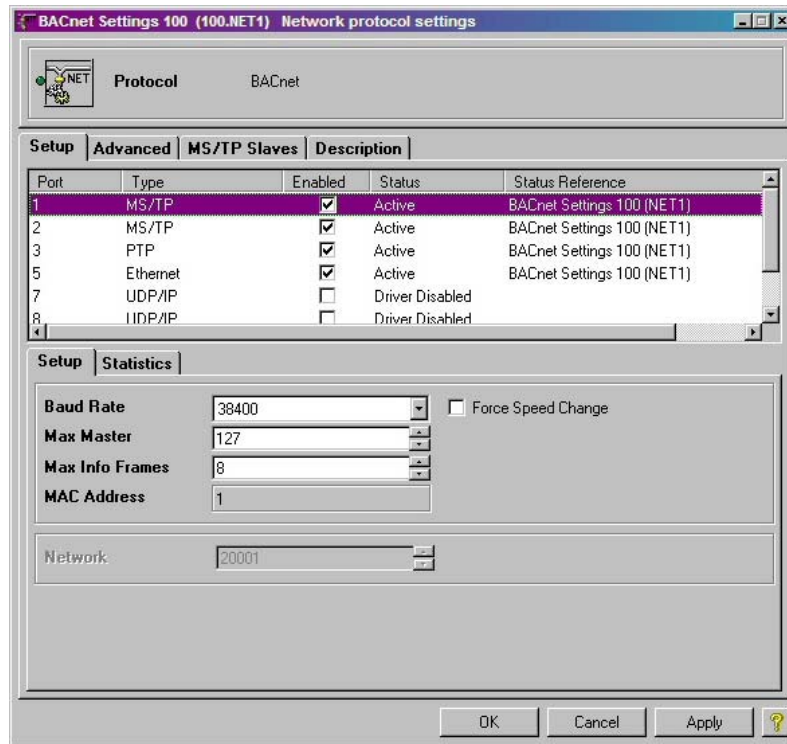 BACnet Settings 100 (100.NET1) Network protocol settings
NET
Protocol BACnet
Setup Advanced MS/TP Slaves Description
Port Type Enabled Status Status Reference
1 MS/TP Active BACnet Settings 100 (NET1)
2 MS/TP Active BACnet Settings 100 (NET1)
3 PTP Active BACnet Settings 100 (NET1)
5 Ethernet Active BACnet Settings 100 (NET1)
7 UDP/IP Driver Disabled
8 UDP/IP Driver Disabled
Setup Statistics
Baud Rate 38400 Force Speed Change
Max Master 127
Max Info Frames 8
MAC Address 1
Network 20001
OK Cancel Apply ?